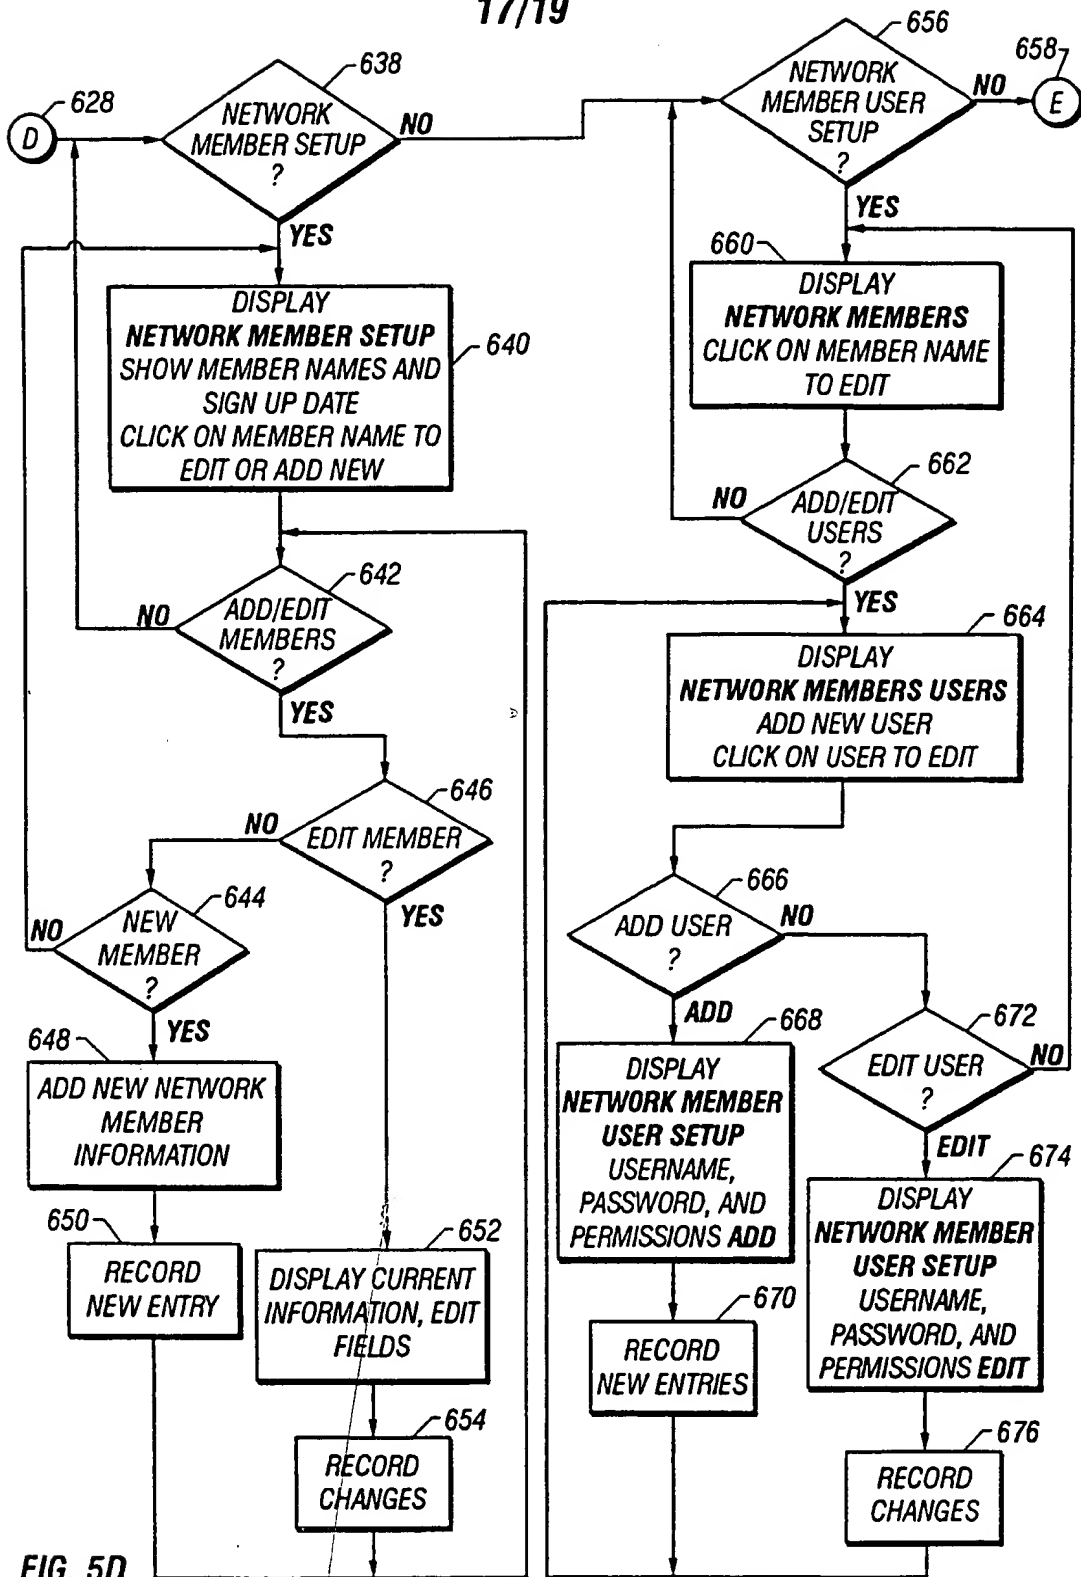 17/19
D
628
638
NETWORK
MEMBER SETUP
?
NO
YES
DISPLAY
NETWORK MEMBER SETUP
SHOW MEMBER NAMES AND
SIGN UP DATE
CLICK ON MEMBER NAME TO
EDIT OR ADD NEW
640
642
ADD/EDIT
MEMBERS
?
NO
YES
646
EDIT MEMBER
?
NO
YES
644
NEW
MEMBER
?
NO
YES
648
ADD NEW NETWORK
MEMBER
INFORMATION
650
RECORD
NEW ENTRY
652
DISPLAY CURRENT
INFORMATION, EDIT
FIELDS
654
RECORD
CHANGES
656
NETWORK
MEMBER USER
SETUP
?
NO
658
E
YES
660
DISPLAY
NETWORK MEMBERS
CLICK ON MEMBER NAME
TO EDIT
662
ADD/EDIT
USERS
?
NO
YES
664
DISPLAY
NETWORK MEMBERS USERS
ADD NEW USER
CLICK ON USER TO EDIT
666
ADD USER
?
NO
ADD
668
DISPLAY
NETWORK MEMBER
USER SETUP
USERNAME,
PASSWORD, AND
PERMISSIONS ADD
670
RECORD
NEW ENTRIES
672
EDIT USER
?
NO
EDIT
674
DISPLAY
NETWORK MEMBER
USER SETUP
USERNAME,
PASSWORD, AND
PERMISSIONS EDIT
676
RECORD
CHANGES
FIG. 5D